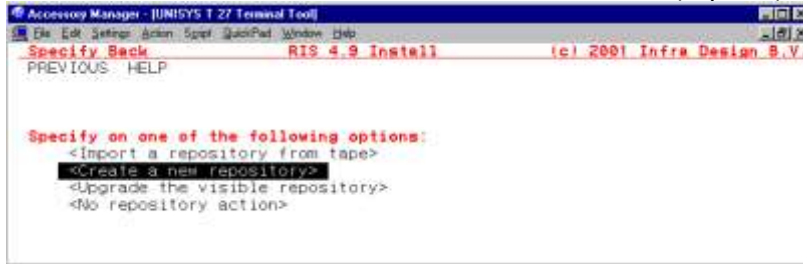 Accessory Manager - [UNISYS T 27 Terminal Tool]
File Edit Settings Action Script QuickPad Window Help
Specify Back RIS 4.9 Install (c) 2001 Infra Design B.V.
PREVIOUS HELP
Specify on one of the following options:
<Import a repository from tape>
<Create a new repository>
<Upgrade the visible repository>
<No repository action>